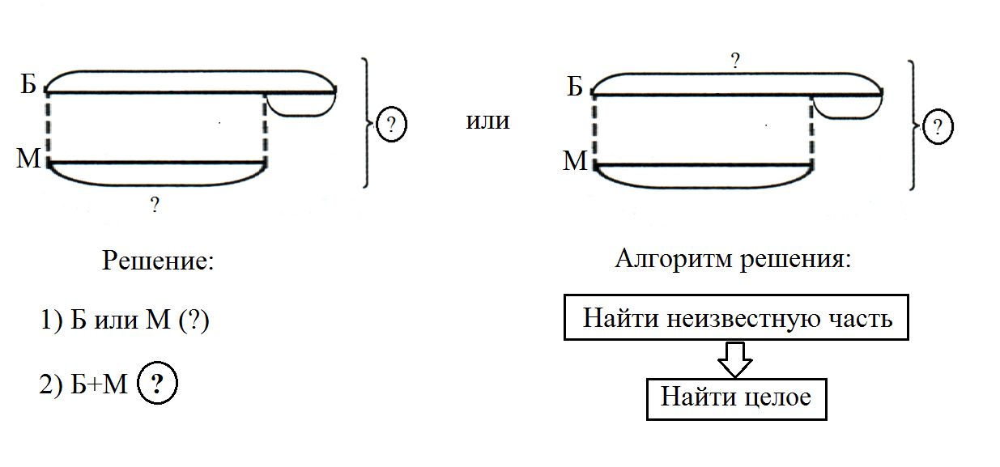 ?
Б
Б
?
или
?
М
М
?
Решение:
Алгоритм решения:
1) Б или М (?)
Найти неизвестную часть
2) Б+М ?
Найти целое